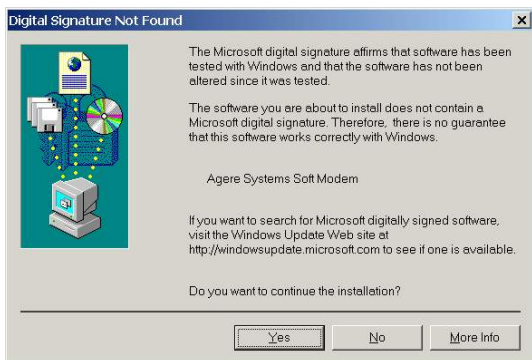 Digital Signature Not Found
The Microsoft digital signature affirms that software has been
tested with Windows and that the software has not been
altered since it was tested.
The software you are about to install does not contain a
Microsoft digital signature. Therefore, there is no guarantee
that this software works correctly with Windows.
Agere Systems Soft Modem
If you want to search for Microsoft digitally signed software,
visit the Windows Update Web site at
http://windowsupdate.microsoft.com to see if one is available.
Do you want to continue the installation?
Yes No More Info